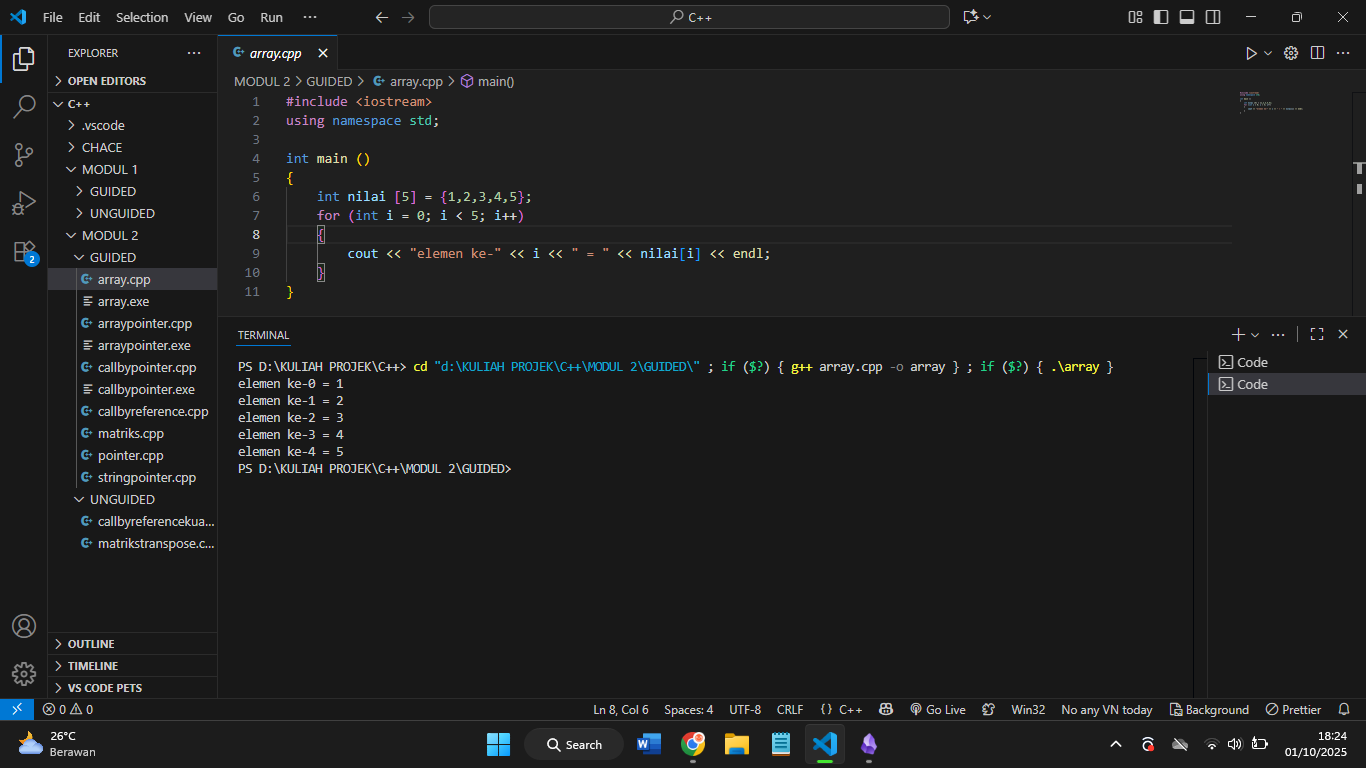 File Edit Selection View Go Run ··· C++
EXPLORER ···
OPEN EDITORS
C++
.vscode
CHACE
MODUL 1
GUIDED
UNGUIDED
MODUL 2
GUIDED
array.cpp
array.exe
arraypointer.cpp
arraypointer.exe
callbypointer.cpp
callbypointer.exe
callbyreference.cpp
matriks.cpp
pointer.cpp
stringpointer.cpp
UNGUIDED
callbyreferencekua...
matrikstranspose.c...
OUTLINE
TIMELINE
VS CODE PETS
2
array.cpp
MODUL 2 > GUIDED > array.cpp > main()
1 #include <iostream>
2 using namespace std;
3
4 int main ()
5 {
6 int nilai [5] = {1,2,3,4,5};
7 for (int i = 0; i < 5; i++)
8 {
9 cout << "elemen ke-" << i << " = " << nilai[i] << endl;
10 }
11 }
TERMINAL
PS D:\KULIAH PROJEK\C++> cd "d:\KULIAH PROJEK\C++\MODUL 2\GUIDED\" ; if ($?) { g++ array.cpp -o array } ; if ($?) { .\array }
elemen ke-0 = 1
elemen ke-1 = 2
elemen ke-2 = 3
elemen ke-3 = 4
elemen ke-4 = 5
PS D:\KULIAH PROJEK\C++\MODUL 2\GUIDED>
Code
Code
0 0 Ln 8, Col 6 Spaces: 4 UTF-8 CRLF {} C++ Go Live Win32 No any VN today Background Prettier
26°C
Berawan
Search
18:24
01/10/2025